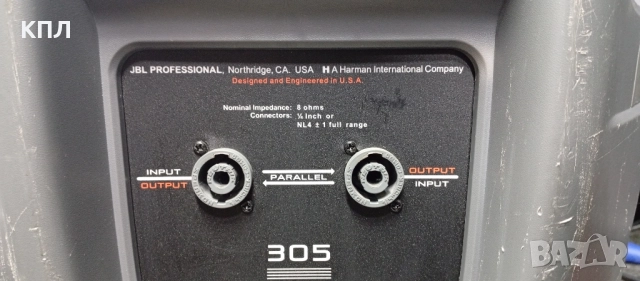 КПЛ
JBL PROFESSIONAL, Northridge, CA. USA H A Harman International Company
Designed and Engineered in U.S.A.
Nominal Impedance: 8 ohms
Connectors: ¼ Inch or
NL4 ± 1 full range
INPUT
OUTPUT
PARALLEL
OUTPUT
INPUT
305
BAZAR